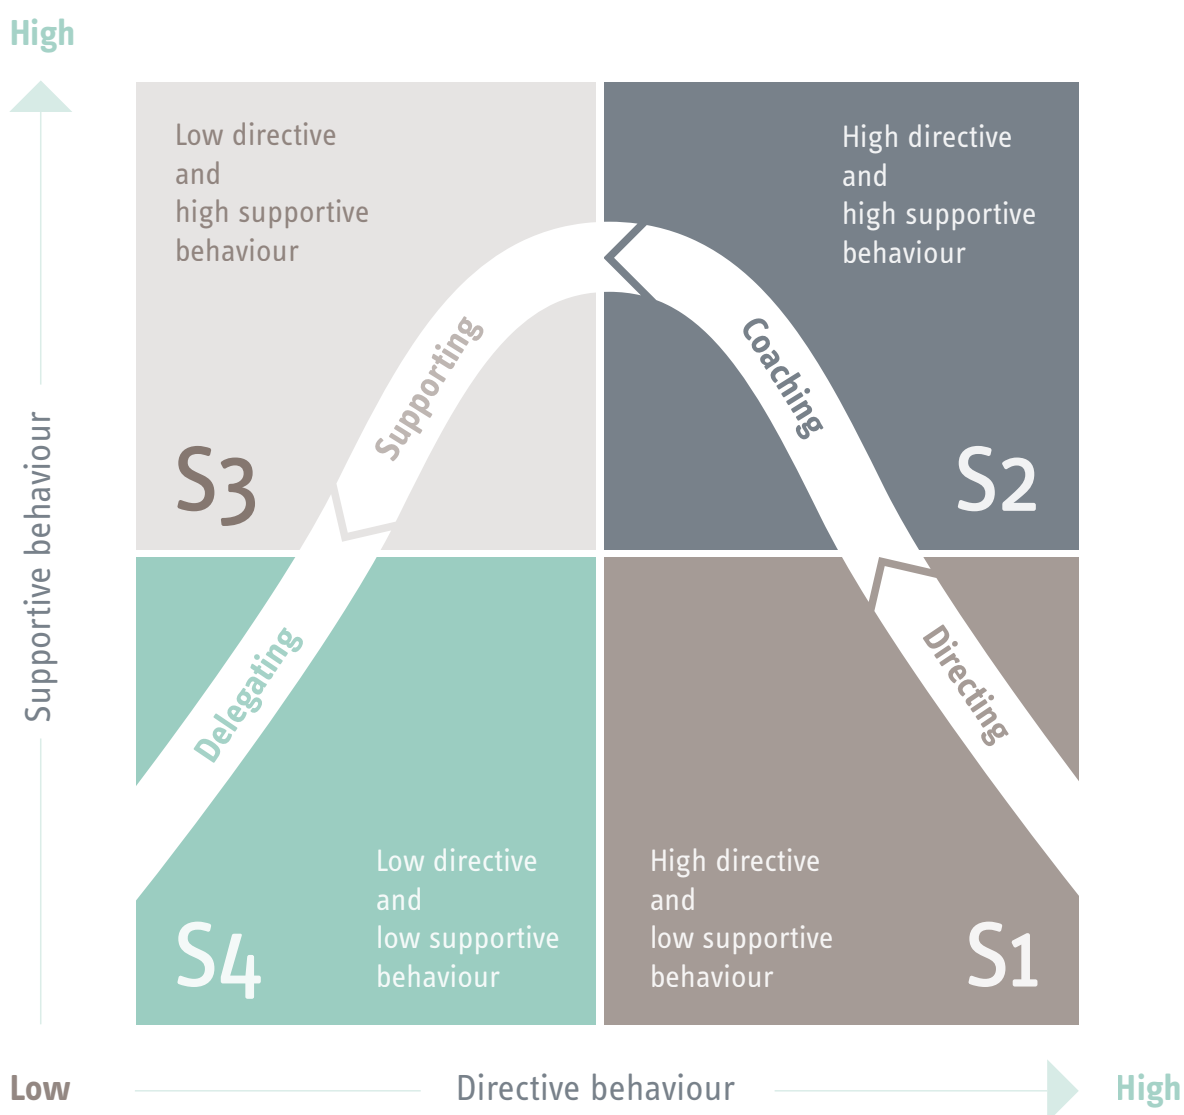 High
Low directive
and
high supportive
behaviour
High directive
and
high supportive
behaviour
Supporting
Coaching
S3
S2
Supportive behaviour
Delegating
Directing
Low directive
and
low supportive
behaviour
High directive
and
low supportive
behaviour
S4
S1
Low
Directive behaviour
High